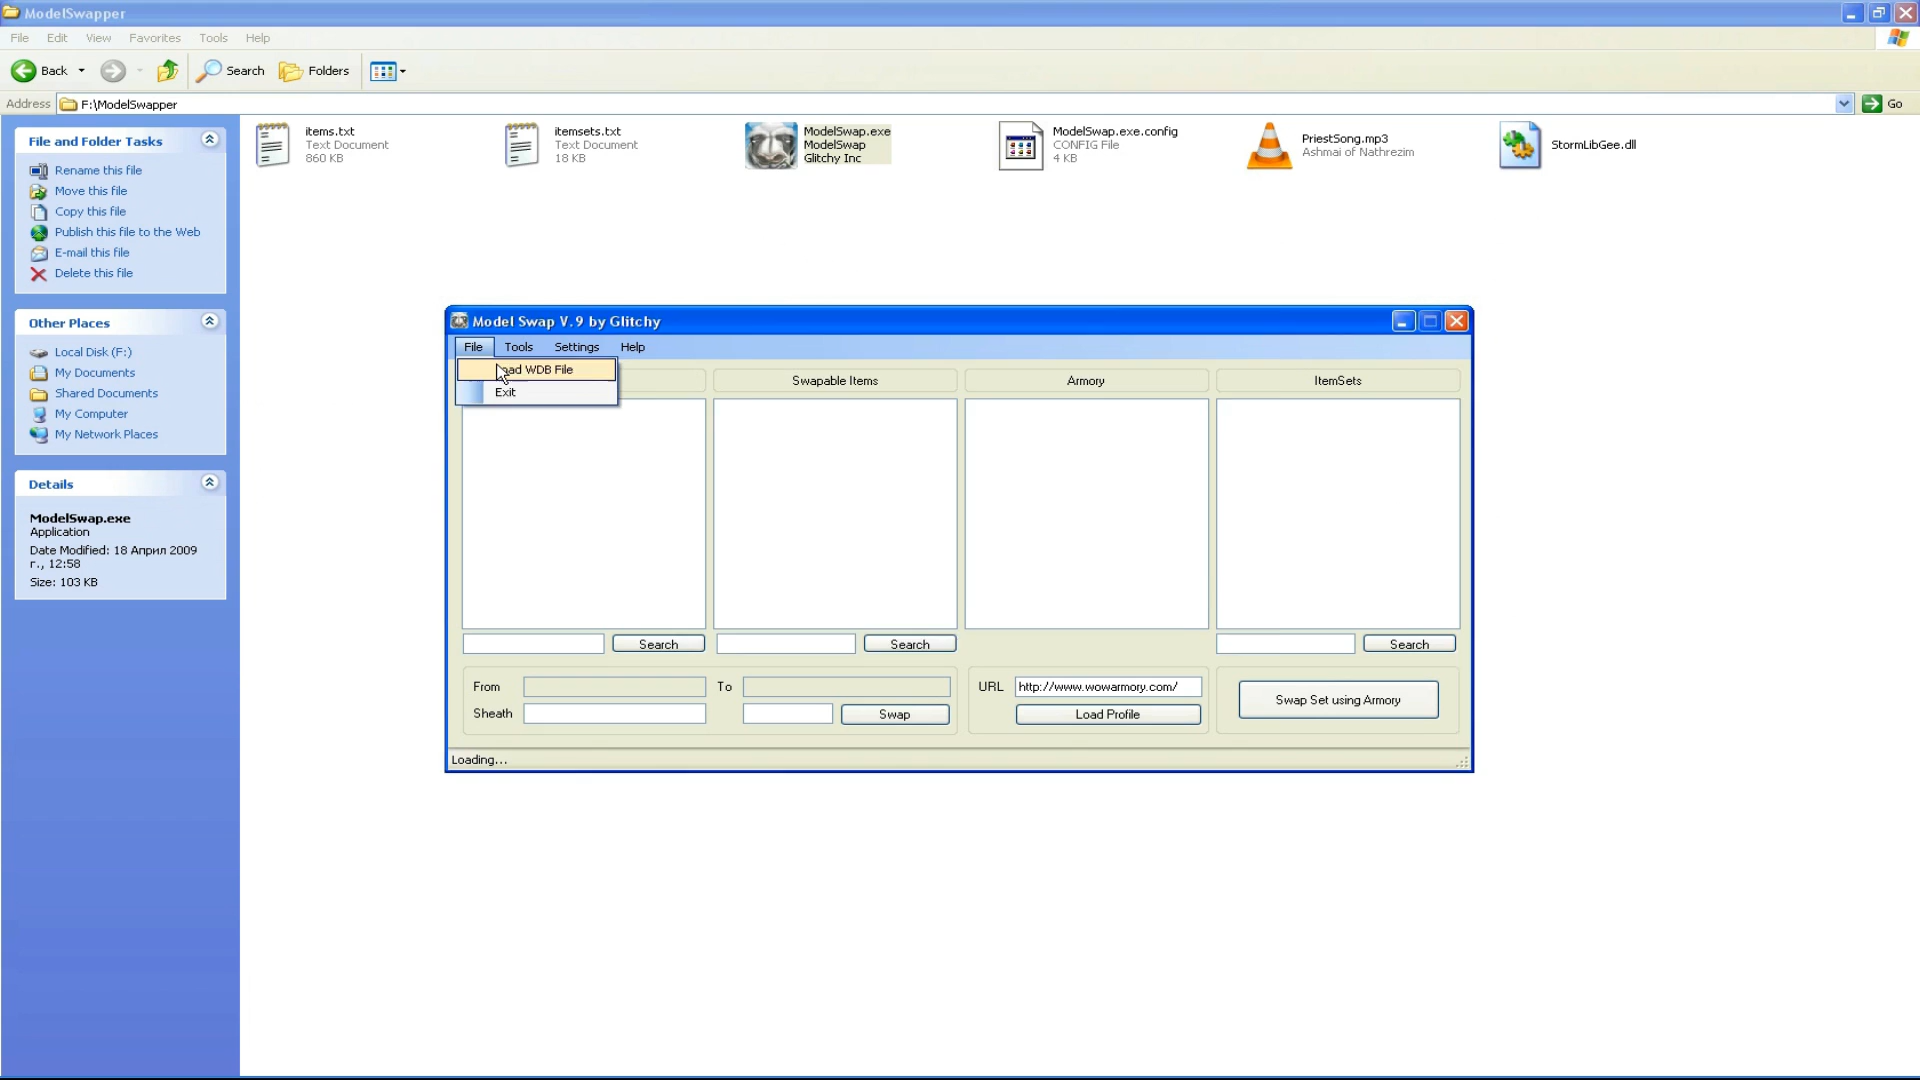 ModelSwapper
File Edit View Favorites Tools Help
Back Search Folders
Address F:\ModelSwapper Go
File and Folder Tasks
Rename this file
Move this file
Copy this file
Publish this file to the Web
E-mail this file
Delete this file
Other Places
Local Disk (F:)
My Documents
Shared Documents
My Computer
My Network Places
Details
ModelSwap.exe
Application
Date Modified: 18 Април 2009
г., 12:58
Size: 103 KB
items.txt
Text Document
860 KB
itemsets.txt
Text Document
18 KB
ModelSwap.exe
ModelSwap
Glitchy Inc
ModelSwap.exe.config
CONFIG File
4 KB
PriestSong.mp3
Ashmai of Nathrezim
StormLibGee.dll
Model Swap V.9 by Glitchy
File Tools Settings Help
WDB File
Exit
Swapable Items Armory ItemSets
Search Search Search
From To
Sheath Swap
URL http://www.wowarmory.com/
Load Profile
Swap Set using Armory
Loading...